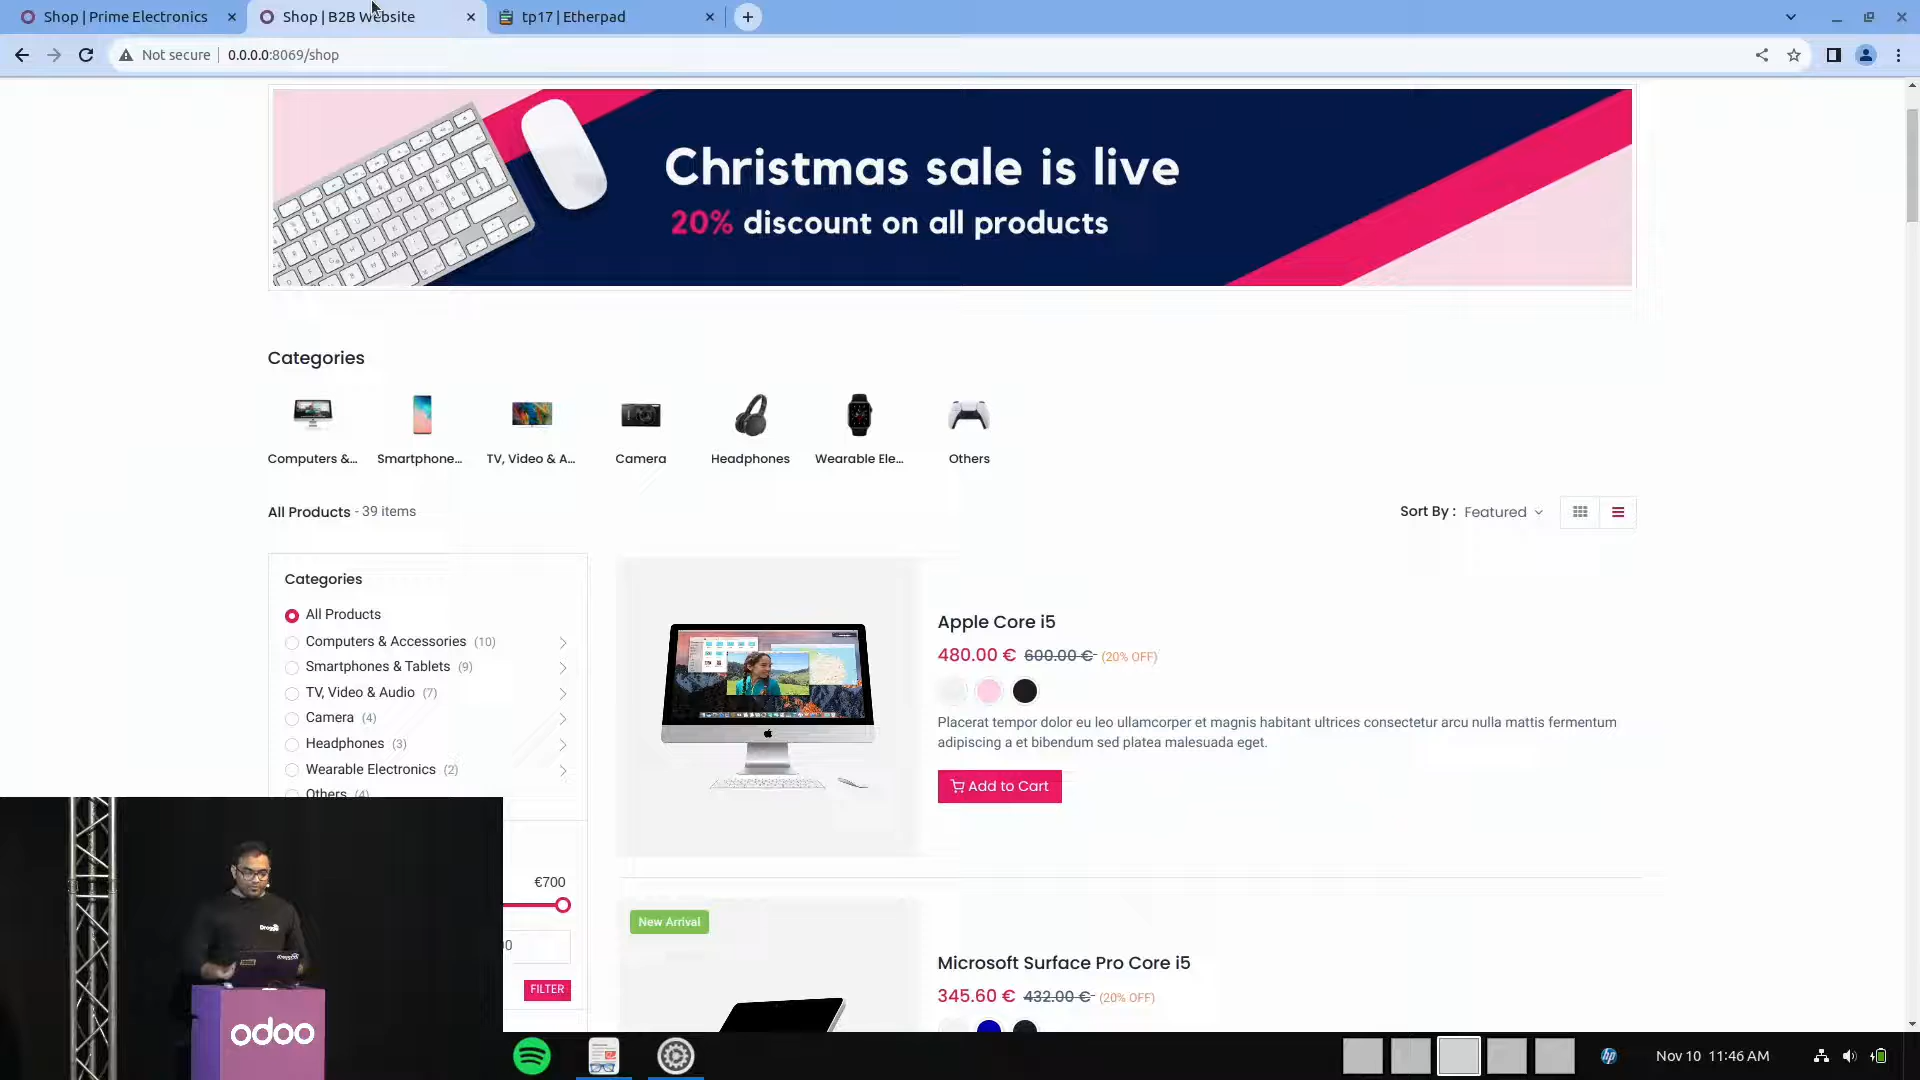 Shop | Prime Electronics
Shop | B2B Website
tp17 | Etherpad
Not secure
0.0.0.0:8069/shop
Christmas sale is live
20% discount on all products
Categories
Computers &...
Smartphone...
TV, Video & A...
Camera
Headphones
Wearable Ele...
Others
All Products - 39 items
Sort By : Featured
Categories
All Products
Computers & Accessories (10)
Smartphones & Tablets (9)
TV, Video & Audio (7)
Camera (4)
Headphones (3)
Wearable Electronics (2)
Others (4)
€700
FILTER
Apple Core i5
480.00 € 600.00 € (20% OFF)
Placerat tempor dolor eu leo ullamcorper et magnis habitant ultrices consectetur arcu nulla mattis fermentum
adipiscing a et bibendum sed platea malesuada eget.
Add to Cart
New Arrival
Microsoft Surface Pro Core i5
345.60 € 432.00 € (20% OFF)
odoo
hp
Nov 10 11:46 AM